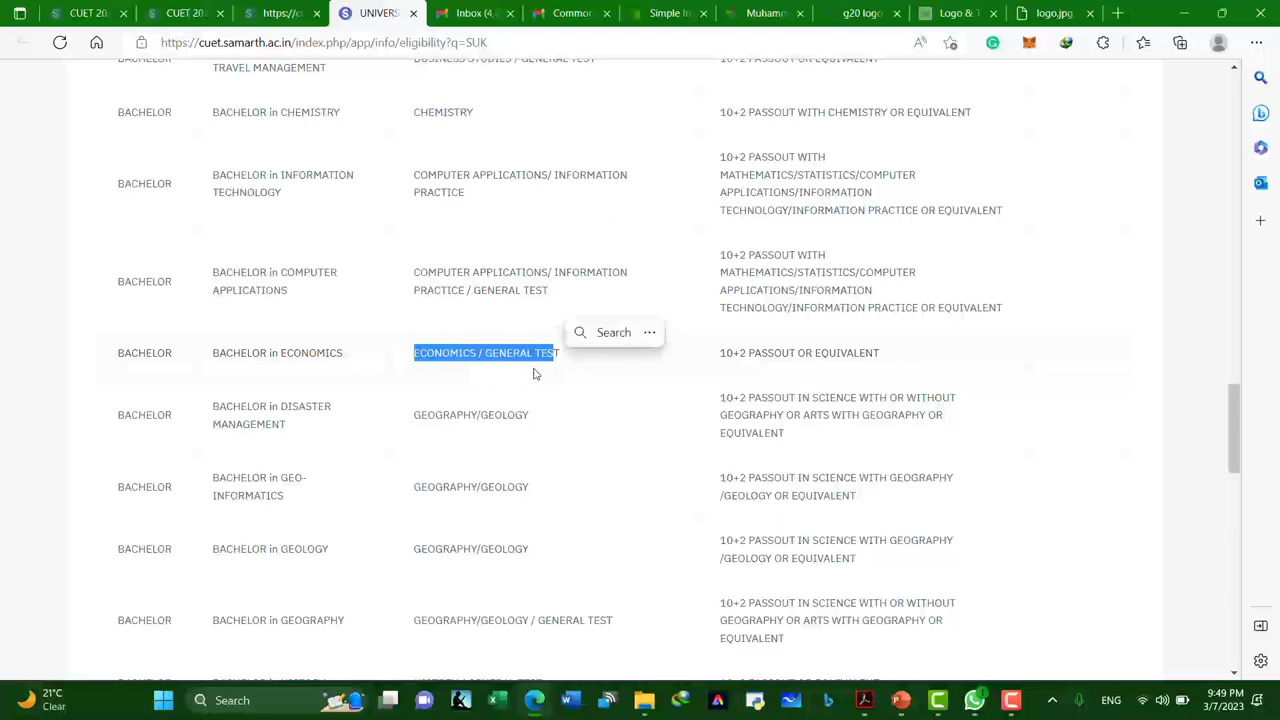 CUET 20
CUET 20
https://c
UNIVERS
Inbox (4,
Common
Simple In
Muhamm
g20 logo
Logo & T
logo.jpg
https://cuet.samarth.ac.in/index.php/app/info/eligibility?q=SUK
TRAVEL MANAGEMENT
BUSINESS STUDIES / GENERAL TEST
10+2 PASSOUT OR EQUIVALENT
BACHELOR
BACHELOR in CHEMISTRY
CHEMISTRY
10+2 PASSOUT WITH CHEMISTRY OR EQUIVALENT
BACHELOR
BACHELOR in INFORMATION
TECHNOLOGY
COMPUTER APPLICATIONS/ INFORMATION
PRACTICE
10+2 PASSOUT WITH
MATHEMATICS/STATISTICS/COMPUTER
APPLICATIONS/INFORMATION
TECHNOLOGY/INFORMATION PRACTICE OR EQUIVALENT
BACHELOR
BACHELOR in COMPUTER
APPLICATIONS
COMPUTER APPLICATIONS/ INFORMATION
PRACTICE / GENERAL TEST
10+2 PASSOUT WITH
MATHEMATICS/STATISTICS/COMPUTER
APPLICATIONS/INFORMATION
TECHNOLOGY/INFORMATION PRACTICE OR EQUIVALENT
Search
BACHELOR
BACHELOR in ECONOMICS
ECONOMICS / GENERAL TEST
10+2 PASSOUT OR EQUIVALENT
BACHELOR
BACHELOR in DISASTER
MANAGEMENT
GEOGRAPHY/GEOLOGY
10+2 PASSOUT IN SCIENCE WITH OR WITHOUT
GEOGRAPHY OR ARTS WITH GEOGRAPHY OR
EQUIVALENT
BACHELOR
BACHELOR in GEO-
INFORMATICS
GEOGRAPHY/GEOLOGY
10+2 PASSOUT IN SCIENCE WITH GEOGRAPHY
/GEOLOGY OR EQUIVALENT
BACHELOR
BACHELOR in GEOLOGY
GEOGRAPHY/GEOLOGY
10+2 PASSOUT IN SCIENCE WITH GEOGRAPHY
/GEOLOGY OR EQUIVALENT
BACHELOR
BACHELOR in GEOGRAPHY
GEOGRAPHY/GEOLOGY / GENERAL TEST
10+2 PASSOUT IN SCIENCE WITH OR WITHOUT
GEOGRAPHY OR ARTS WITH GEOGRAPHY OR
EQUIVALENT
21°C
Clear
Search
ENG
9:49 PM
3/7/2023